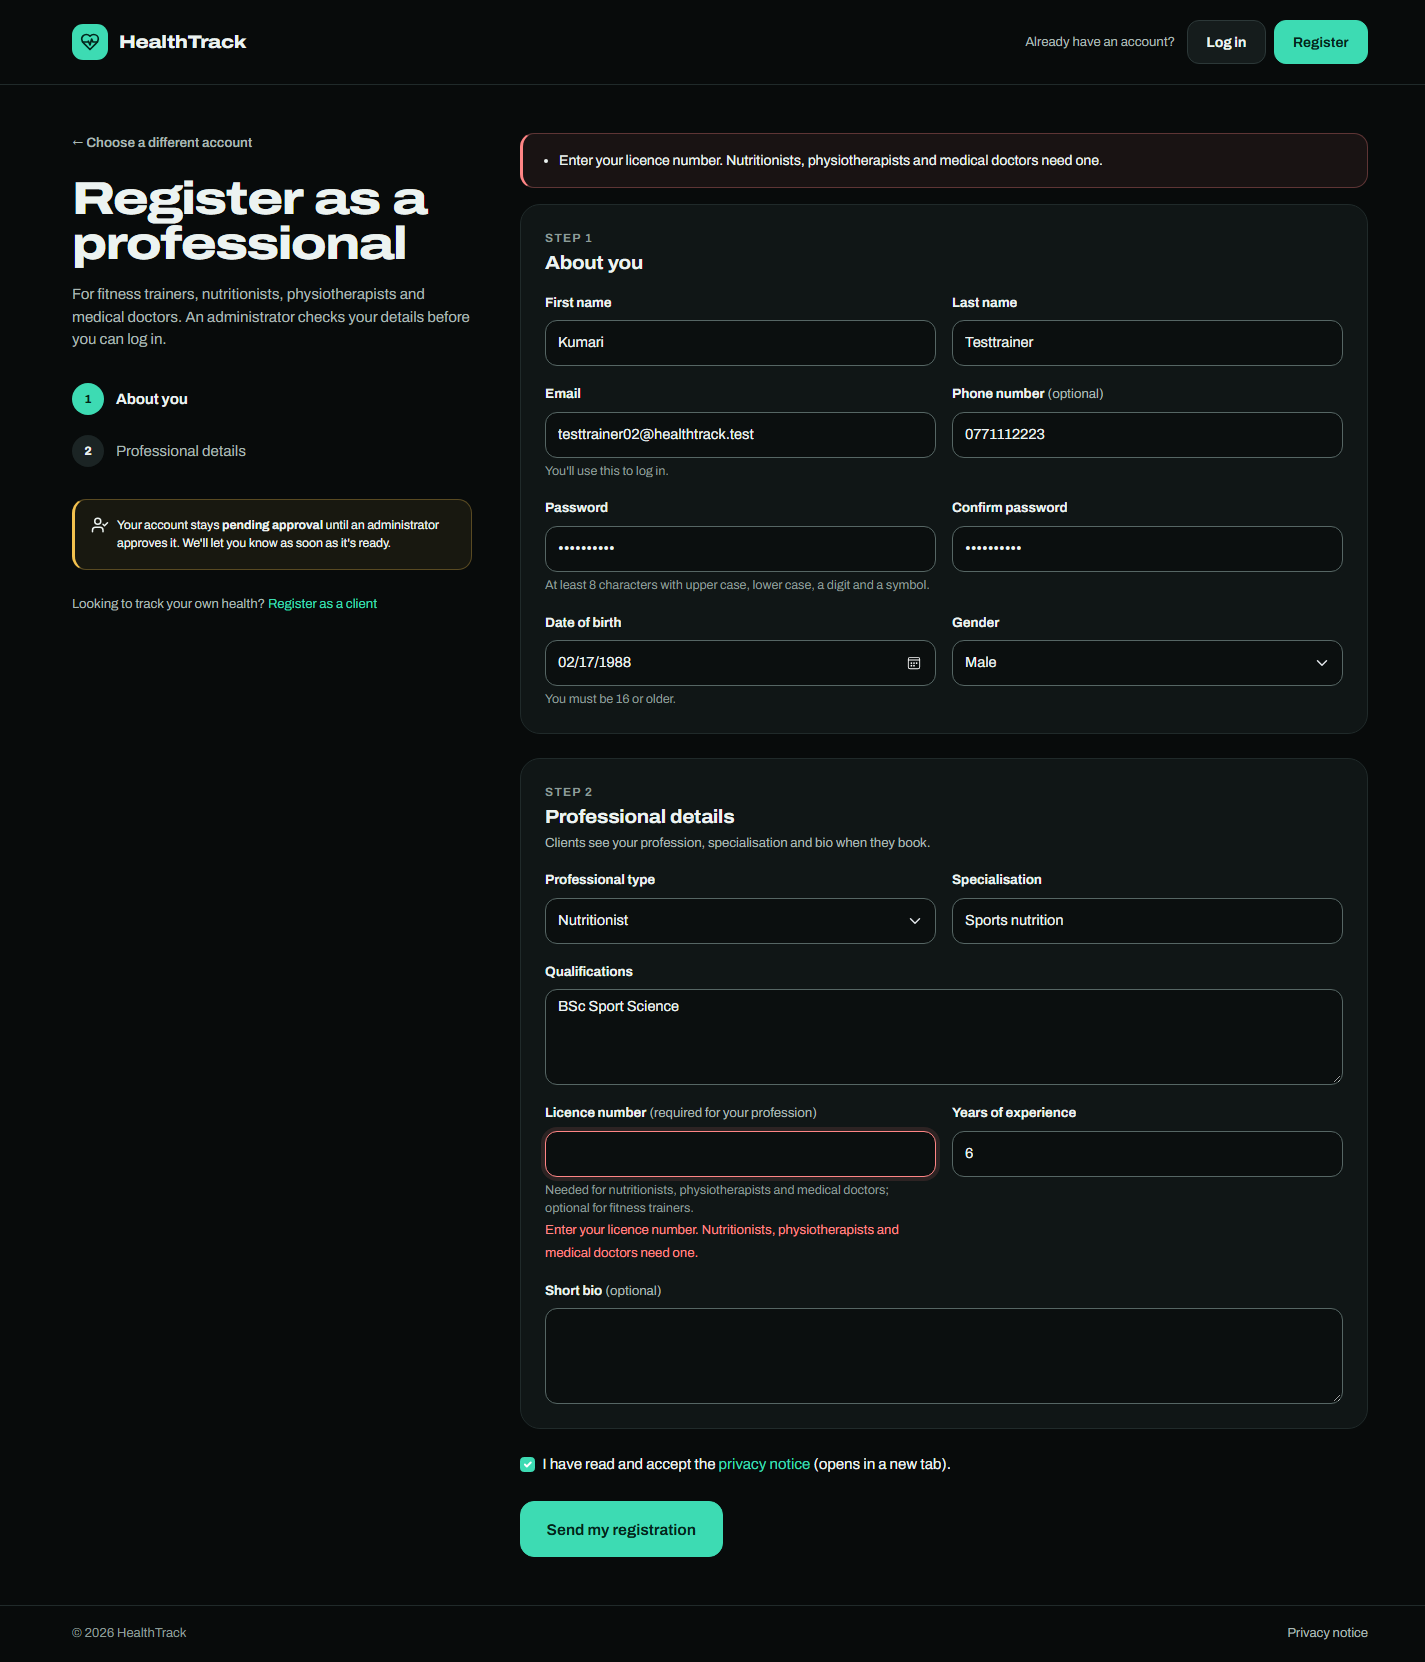 HealthTrack
Already have an account?
Log in
Register
← Choose a different account
Register as a
professional
For fitness trainers, nutritionists, physiotherapists and
medical doctors. An administrator checks your details before
you can log in.
1 About you
2 Professional details
Your account stays pending approval until an administrator
approves it. We'll let you know as soon as it's ready.
Looking to track your own health? Register as a client
• Enter your licence number. Nutritionists, physiotherapists and medical doctors need one.
STEP 1
About you
First name
Last name
Kumari
Testtrainer
Email
Phone number (optional)
testtrainer02@healthtrack.test
0771112223
You'll use this to log in.
Password
Confirm password
••••••••••
••••••••••
At least 8 characters with upper case, lower case, a digit and a symbol.
Date of birth
Gender
02/17/1988
Male
You must be 16 or older.
STEP 2
Professional details
Clients see your profession, specialisation and bio when they book.
Professional type
Specialisation
Nutritionist
Sports nutrition
Qualifications
BSc Sport Science
Licence number (required for your profession)
Years of experience
6
Needed for nutritionists, physiotherapists and medical doctors;
optional for fitness trainers.
Enter your licence number. Nutritionists, physiotherapists and
medical doctors need one.
Short bio (optional)
I have read and accept the privacy notice (opens in a new tab).
Send my registration
© 2026 HealthTrack
Privacy notice